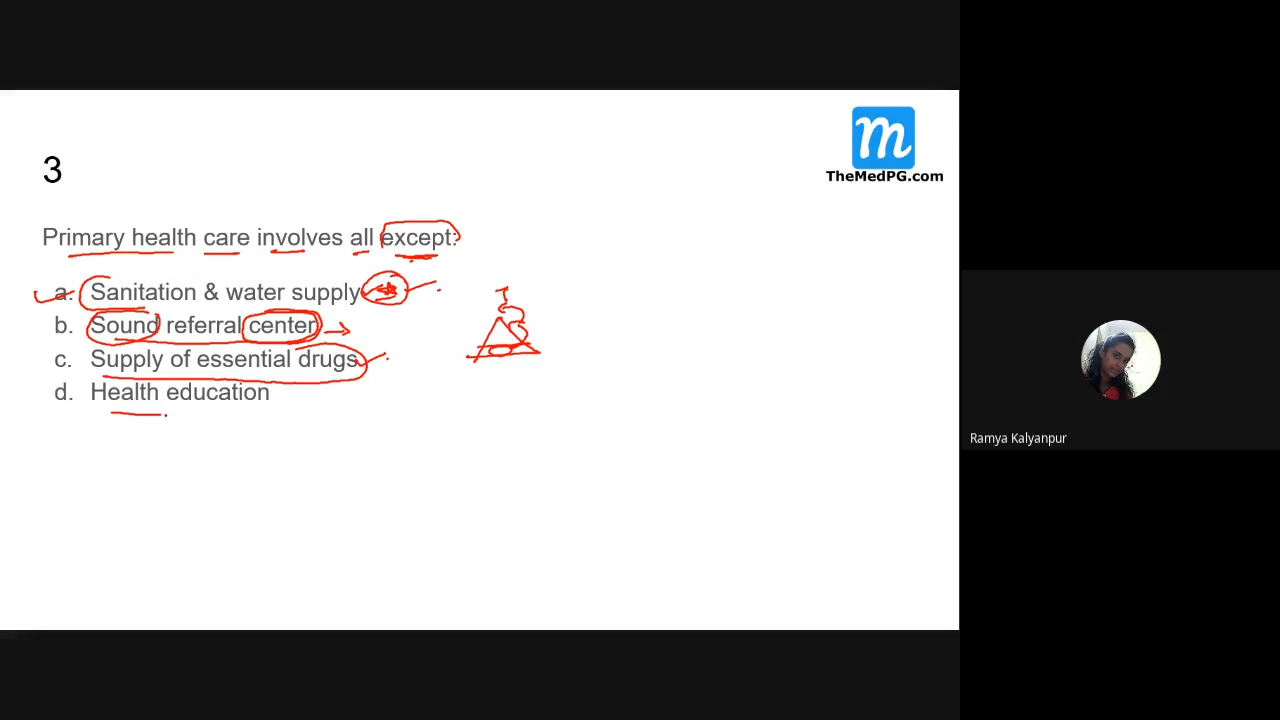 TheMedPG.com
3
Primary health care involves all except:
a. Sanitation & water supply
b. Sound referral center
c. Supply of essential drugs
d. Health education
Ramya Kalyanpur